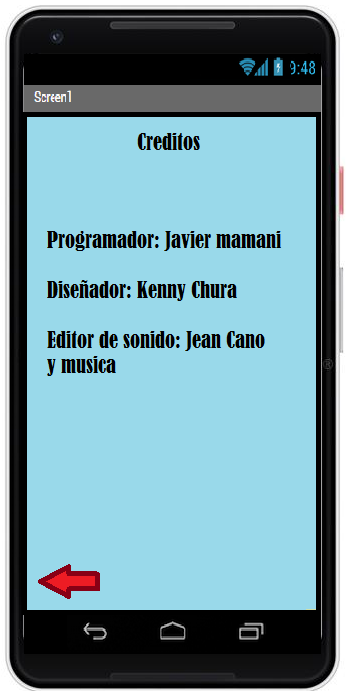 9:48
Screen1
Creditos
Programador: Javier mamani
Diseñador: Kenny Chura
Editor de sonido: Jean Cano
y musica
®